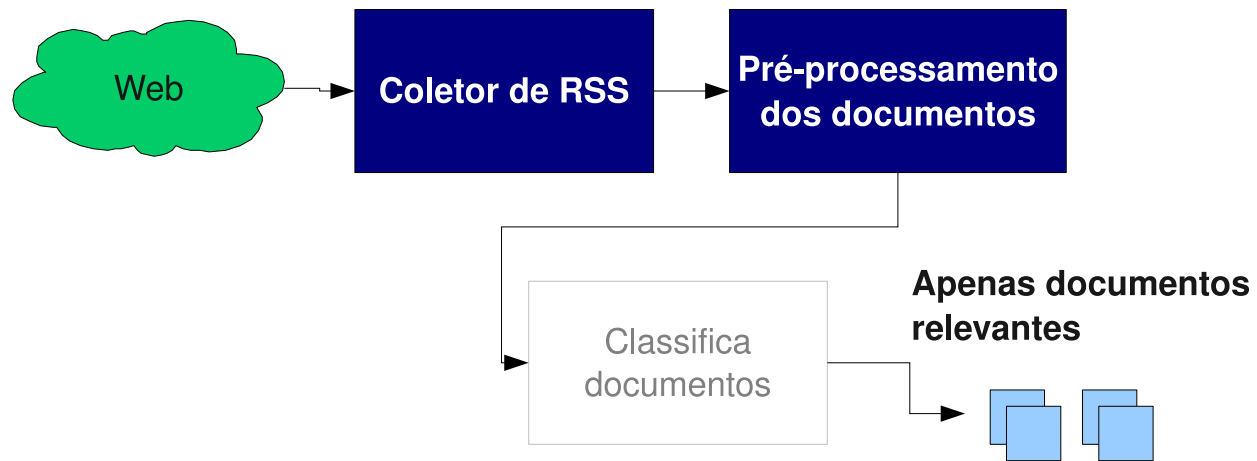 Web
Coletor de RSS
Pré-processamento
dos documentos
Classifica
documentos
Apenas documentos
relevantes